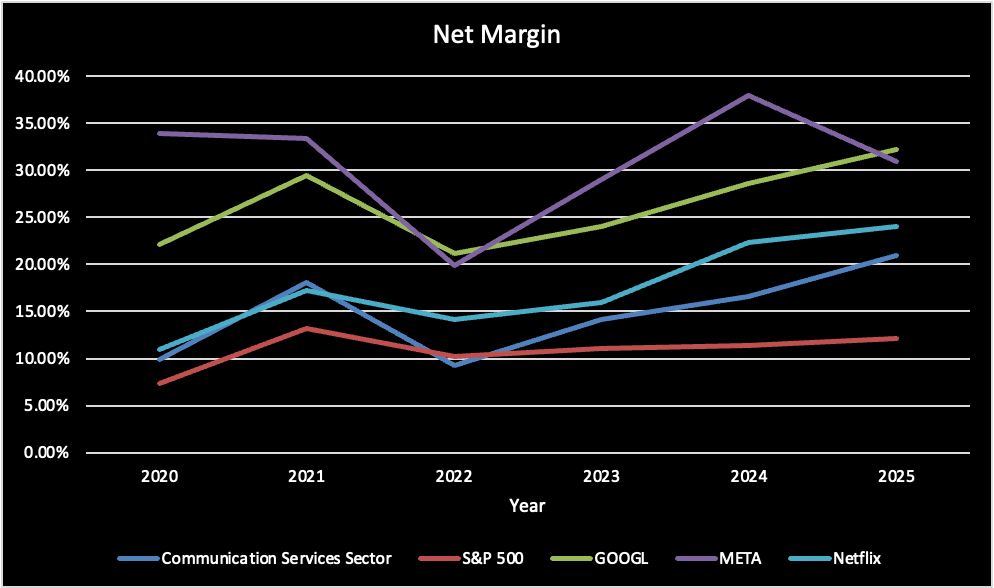 Net Margin
40.00%
35.00%
30.00%
25.00%
20.00%
15.00%
10.00%
5.00%
0.00%
2020 2021 2022 2023 2024 2025
Year
Communication Services Sector S&P 500 GOOGL META Netflix